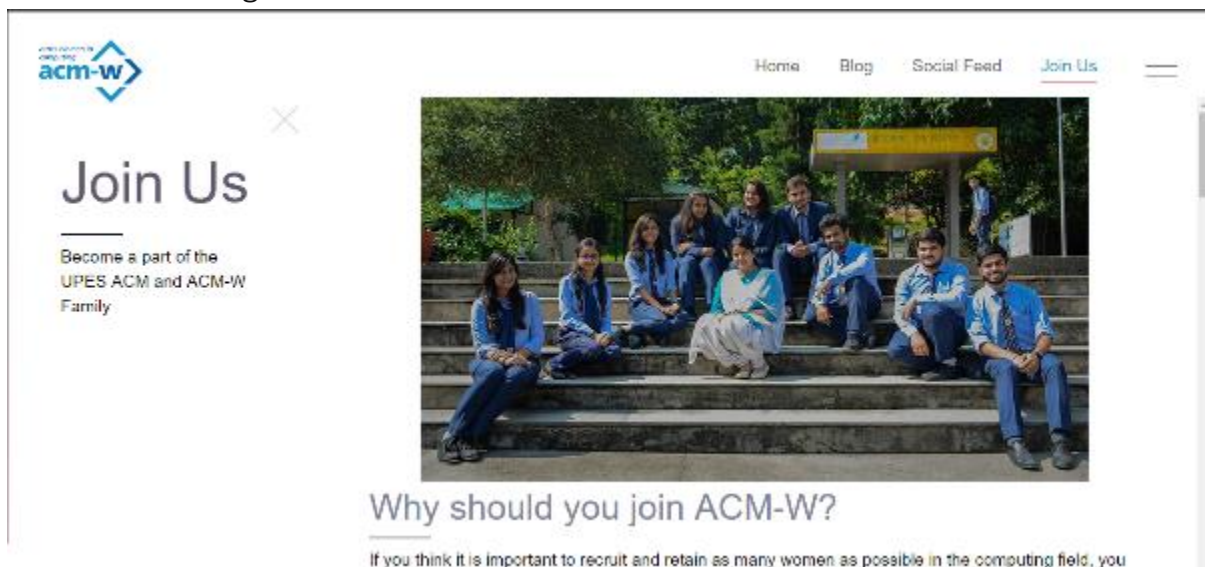 acm-w
Home Blog Social Feed Join Us
Join Us
Become a part of the
UPES ACM and ACM-W
Family
Why should you join ACM-W?
If you think it is important to recruit and retain as many women as possible in the computing field, you